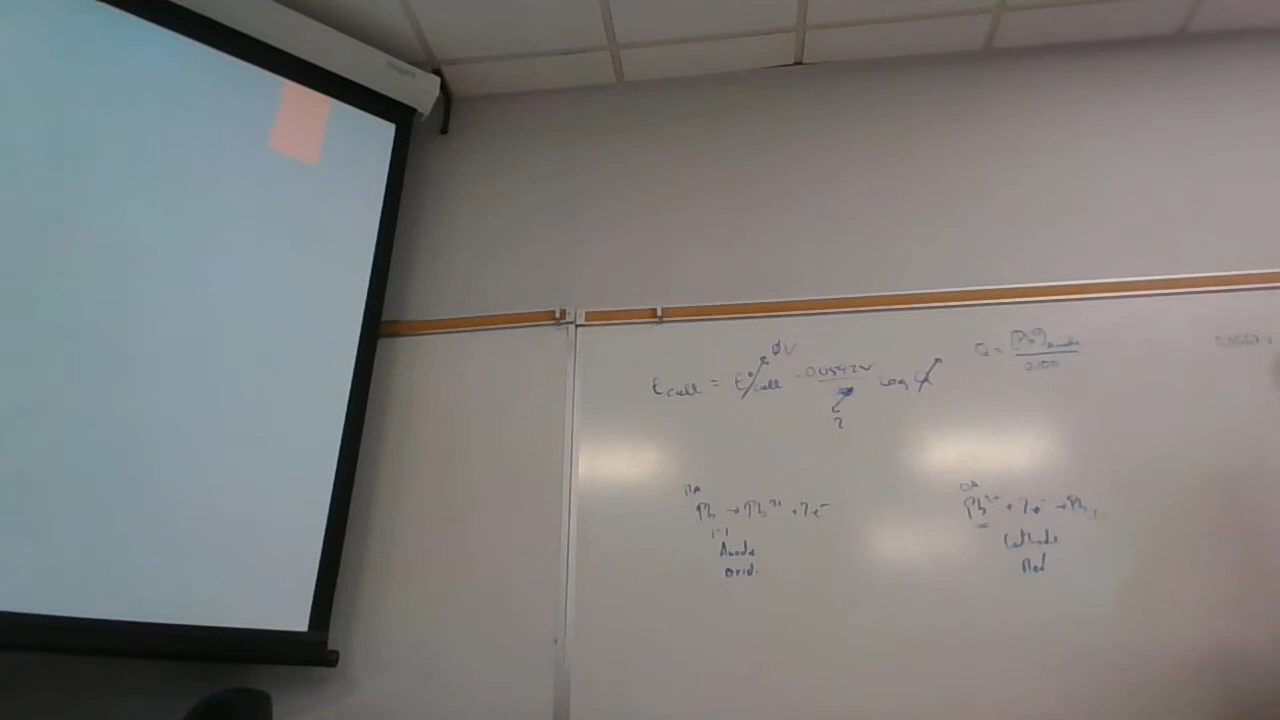 E cell = E° cell - 0.0592V / 2 log Q
0V
Q = [Pb²⁺] anode / 0.100
Pb → Pb²⁺ + 2e⁻
Anode
Oxid.
Pb²⁺ + 2e⁻ → Pb
Cathode
Red